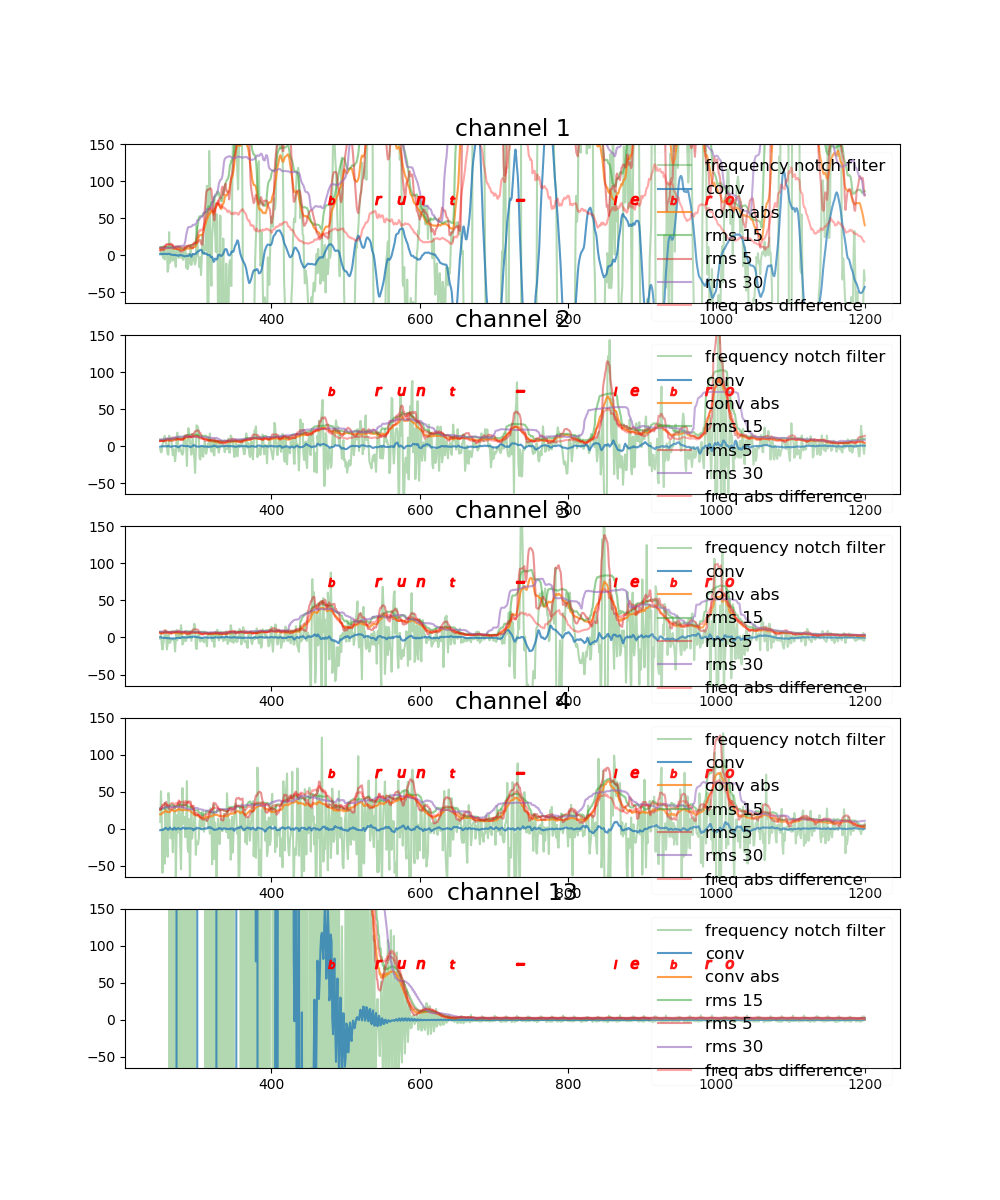 channel 1
150
100
50
0
−50
b r u n t – l e b r o
frequency notch filter
conv
conv abs
rms 15
rms 5
rms 30
freq abs difference
400 600 800 1000 1200
channel 2
150
100
50
0
−50
b r u n t – l e b r o
frequency notch filter
conv
conv abs
rms 15
rms 5
rms 30
freq abs difference
400 600 800 1000 1200
channel 3
150
100
50
0
−50
b r u n t – l e b r o
frequency notch filter
conv
conv abs
rms 15
rms 5
rms 30
freq abs difference
400 600 800 1000 1200
channel 4
150
100
50
0
−50
b r u n t – l e b r o
frequency notch filter
conv
conv abs
rms 15
rms 5
rms 30
freq abs difference
400 600 800 1000 1200
channel 13
150
100
50
0
−50
b r u n t – l e b r o
frequency notch filter
conv
conv abs
rms 15
rms 5
rms 30
freq abs difference
400 600 800 1000 1200